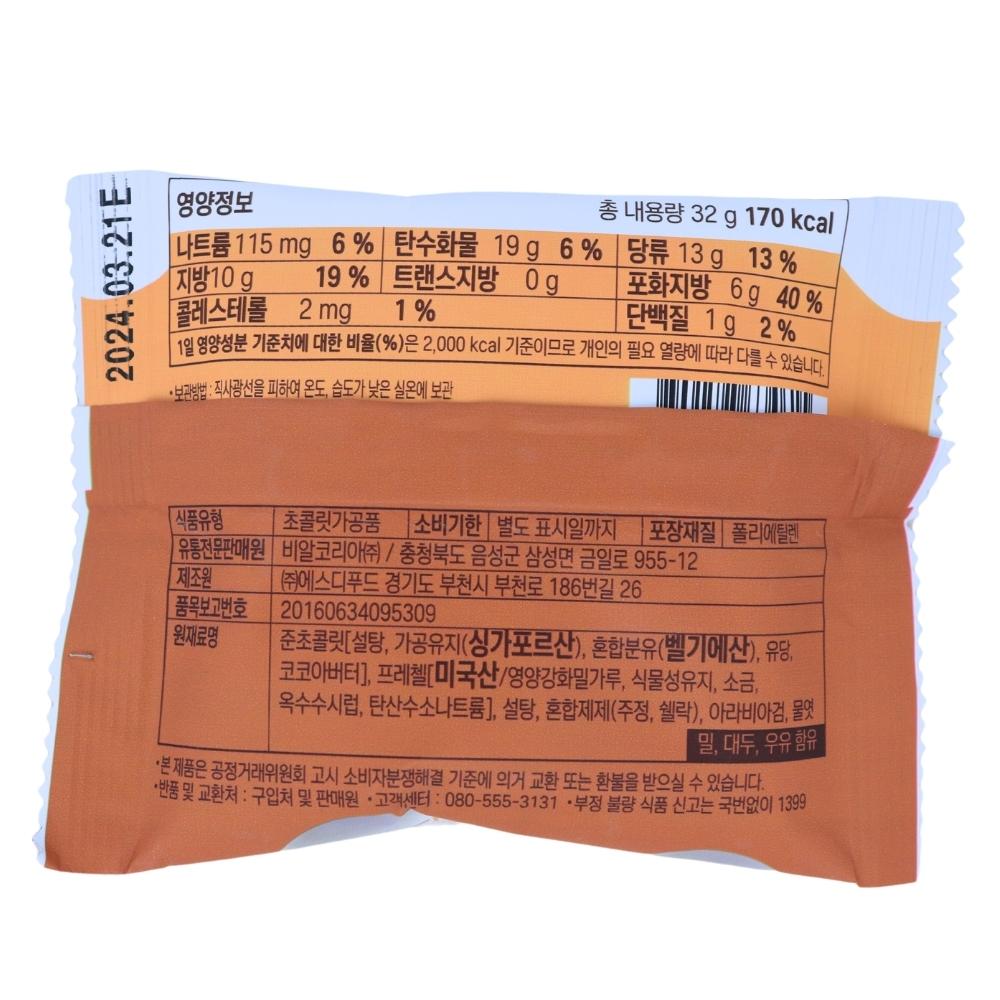 2024.03.21E
영양정보 총 내용량 32 g 170 kcal
나트륨 115 mg 6 % 탄수화물 19 g 6 % 당류 13 g 13 %
지방10 g 19 % 트랜스지방 0 g 포화지방 6 g 40 %
콜레스테롤 2 mg 1 % 단백질 1 g 2 %
1일 영양성분 기준치에 대한 비율(%)은 2,000 kcal 기준이므로 개인의 필요 열량에 따라 다를 수 있습니다.
•보관방법 : 직사광선을 피하여 온도, 습도가 낮은 실온에 보관
식품유형 초콜릿가공품 소비기한 별도 표시일까지 포장재질 폴리에틸렌
유통전문판매원 비알코리아㈜ / 충청북도 음성군 삼성면 금일로 955-12
제조원 ㈜에스디푸드 경기도 부천시 부천로 186번길 26
품목보고번호 20160634095309
원재료명 준초콜릿[설탕, 가공유지(싱가포르산), 혼합분유(벨기에산), 유당,
코코아버터], 프레첼[미국산/영양강화밀가루, 식물성유지, 소금,
옥수수시럽, 탄산수소나트륨], 설탕, 혼합제제(주정, 쉘락), 아라비아검, 물엿
밀, 대두, 우유 함유
•본 제품은 공정거래위원회 고시 소비자분쟁해결 기준에 의거 교환 또는 환불을 받으실 수 있습니다.
•반품 및 교환처 : 구입처 및 판매원 •고객센터 : 080-555-3131 •부정 불량 식품 신고는 국번없이 1399